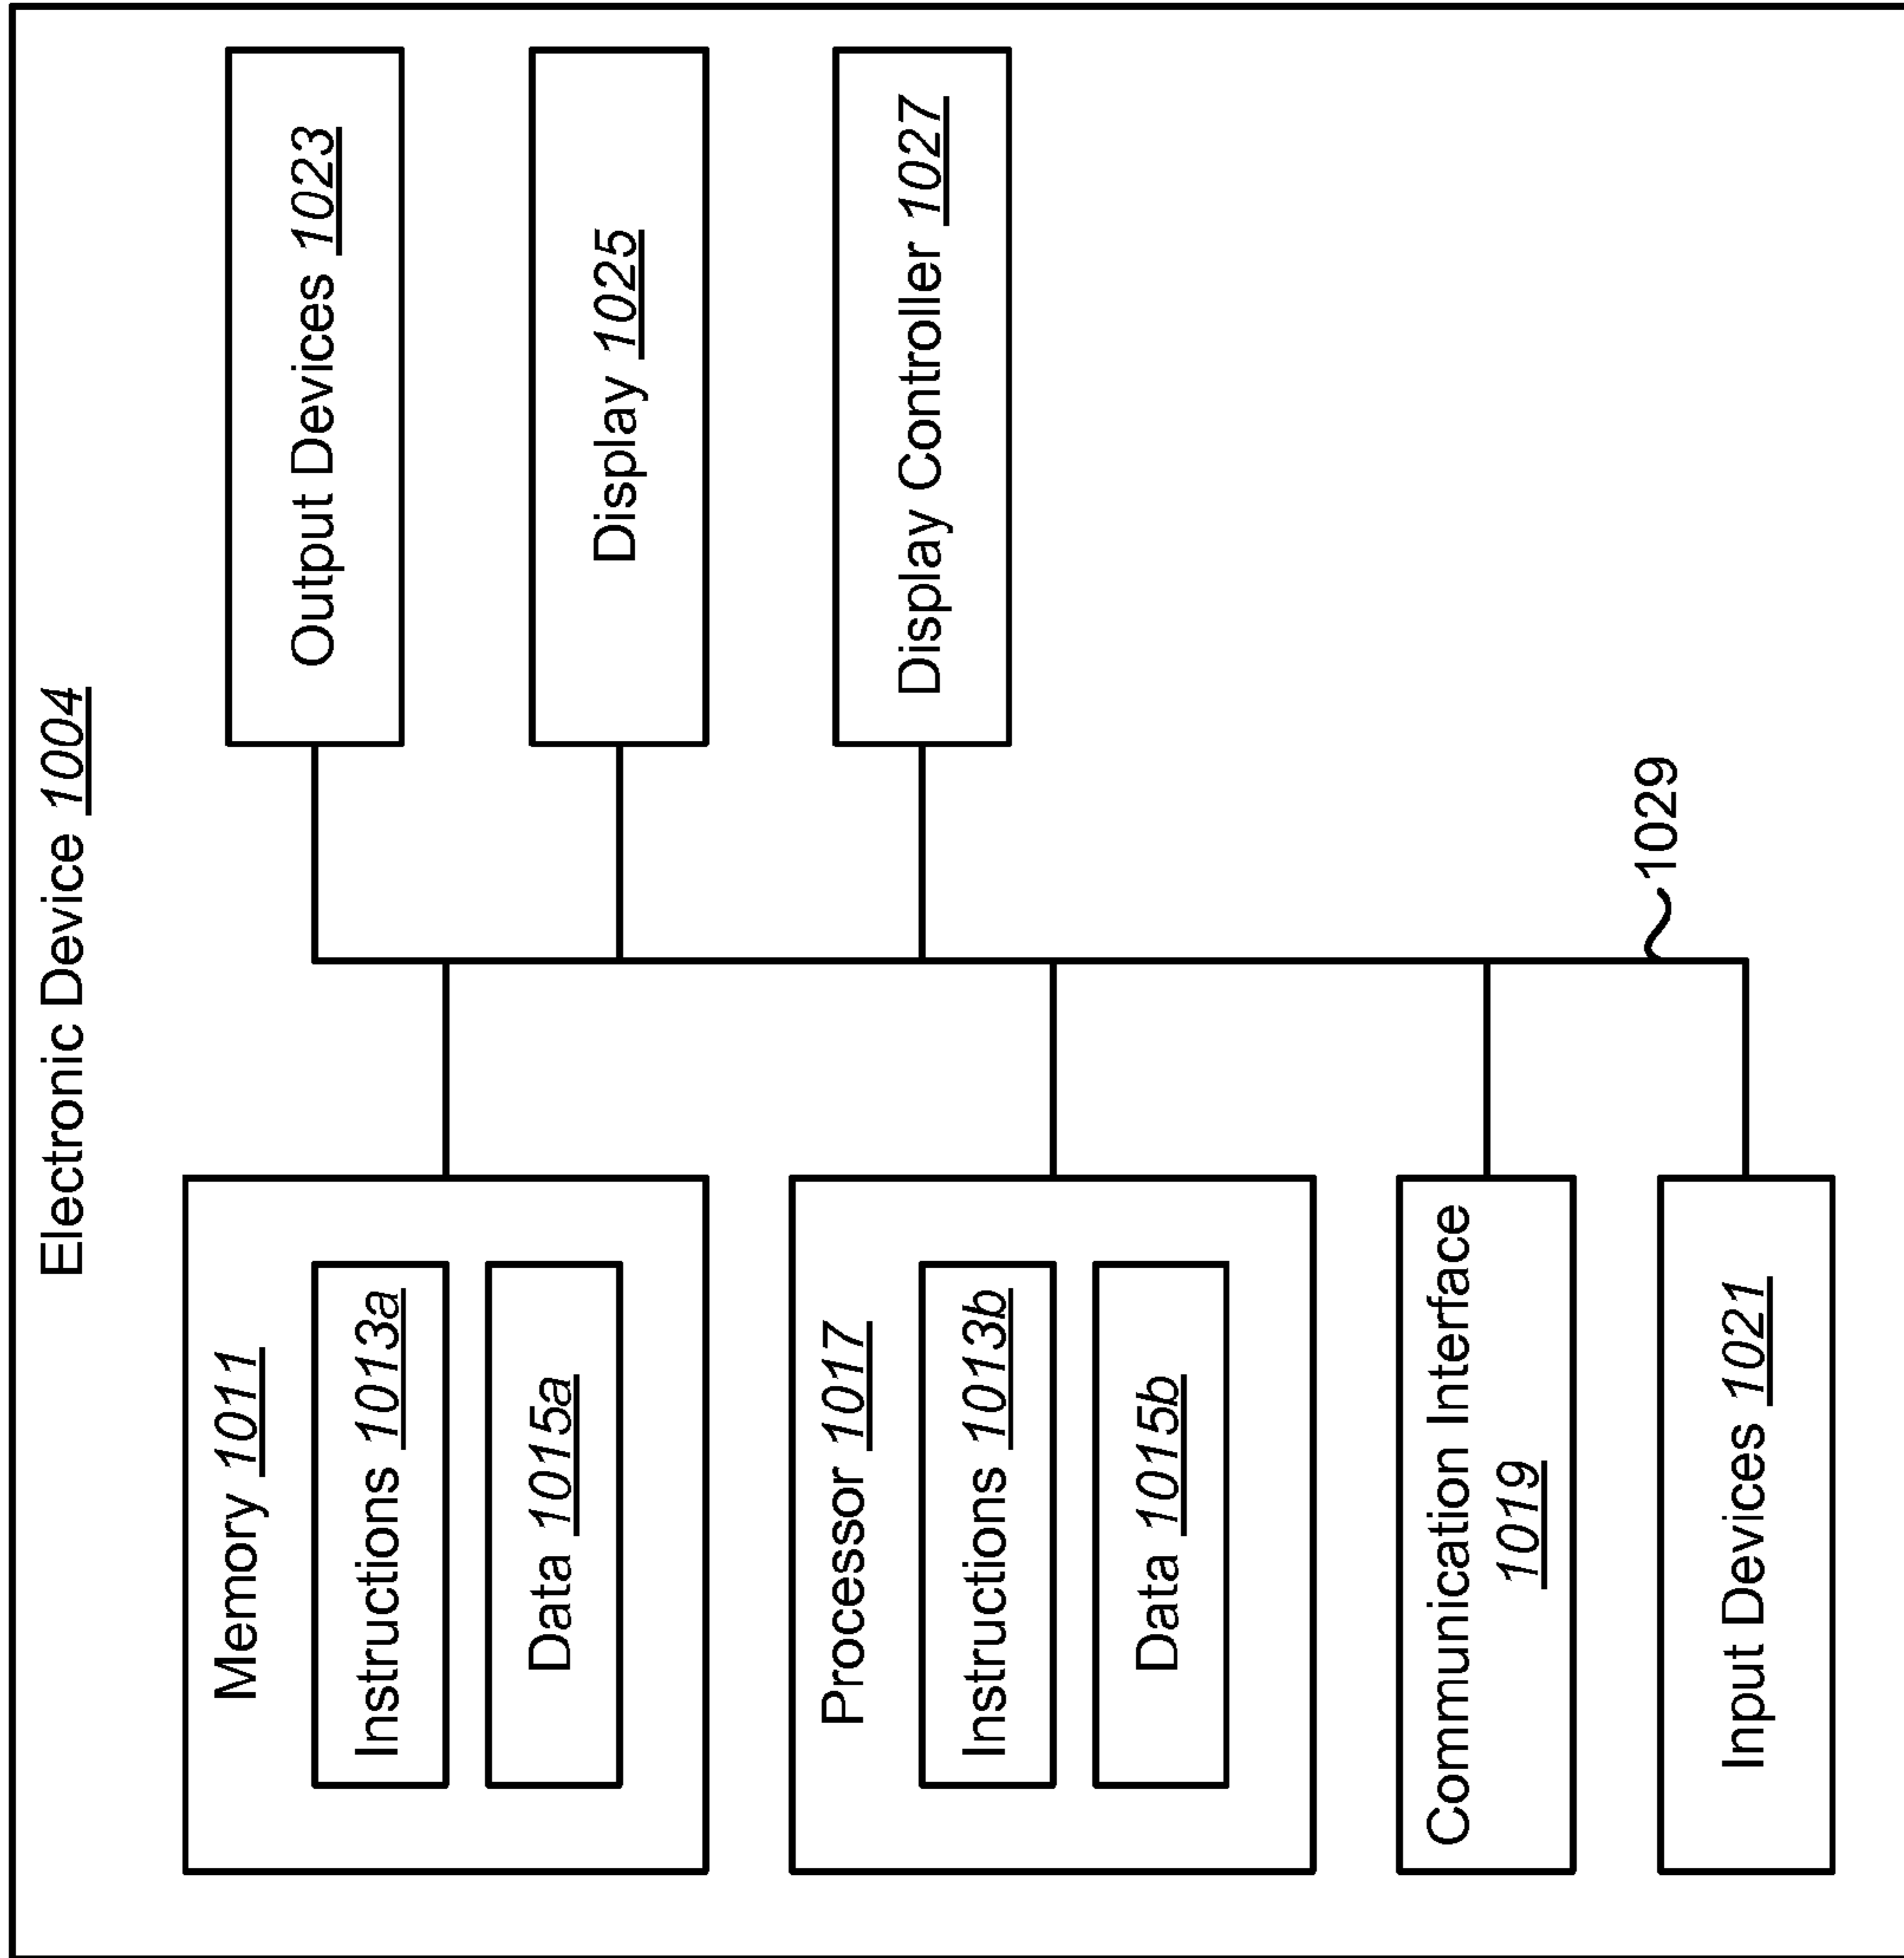 Electronic Device 1004
Memory 1011
Instructions 1013a
Data 1015a
Processor 1017
Instructions 1013b
Data 1015b
Communication Interface
1019
Input Devices 1021
Output Devices 1023
Display 1025
Display Controller 1027
1029